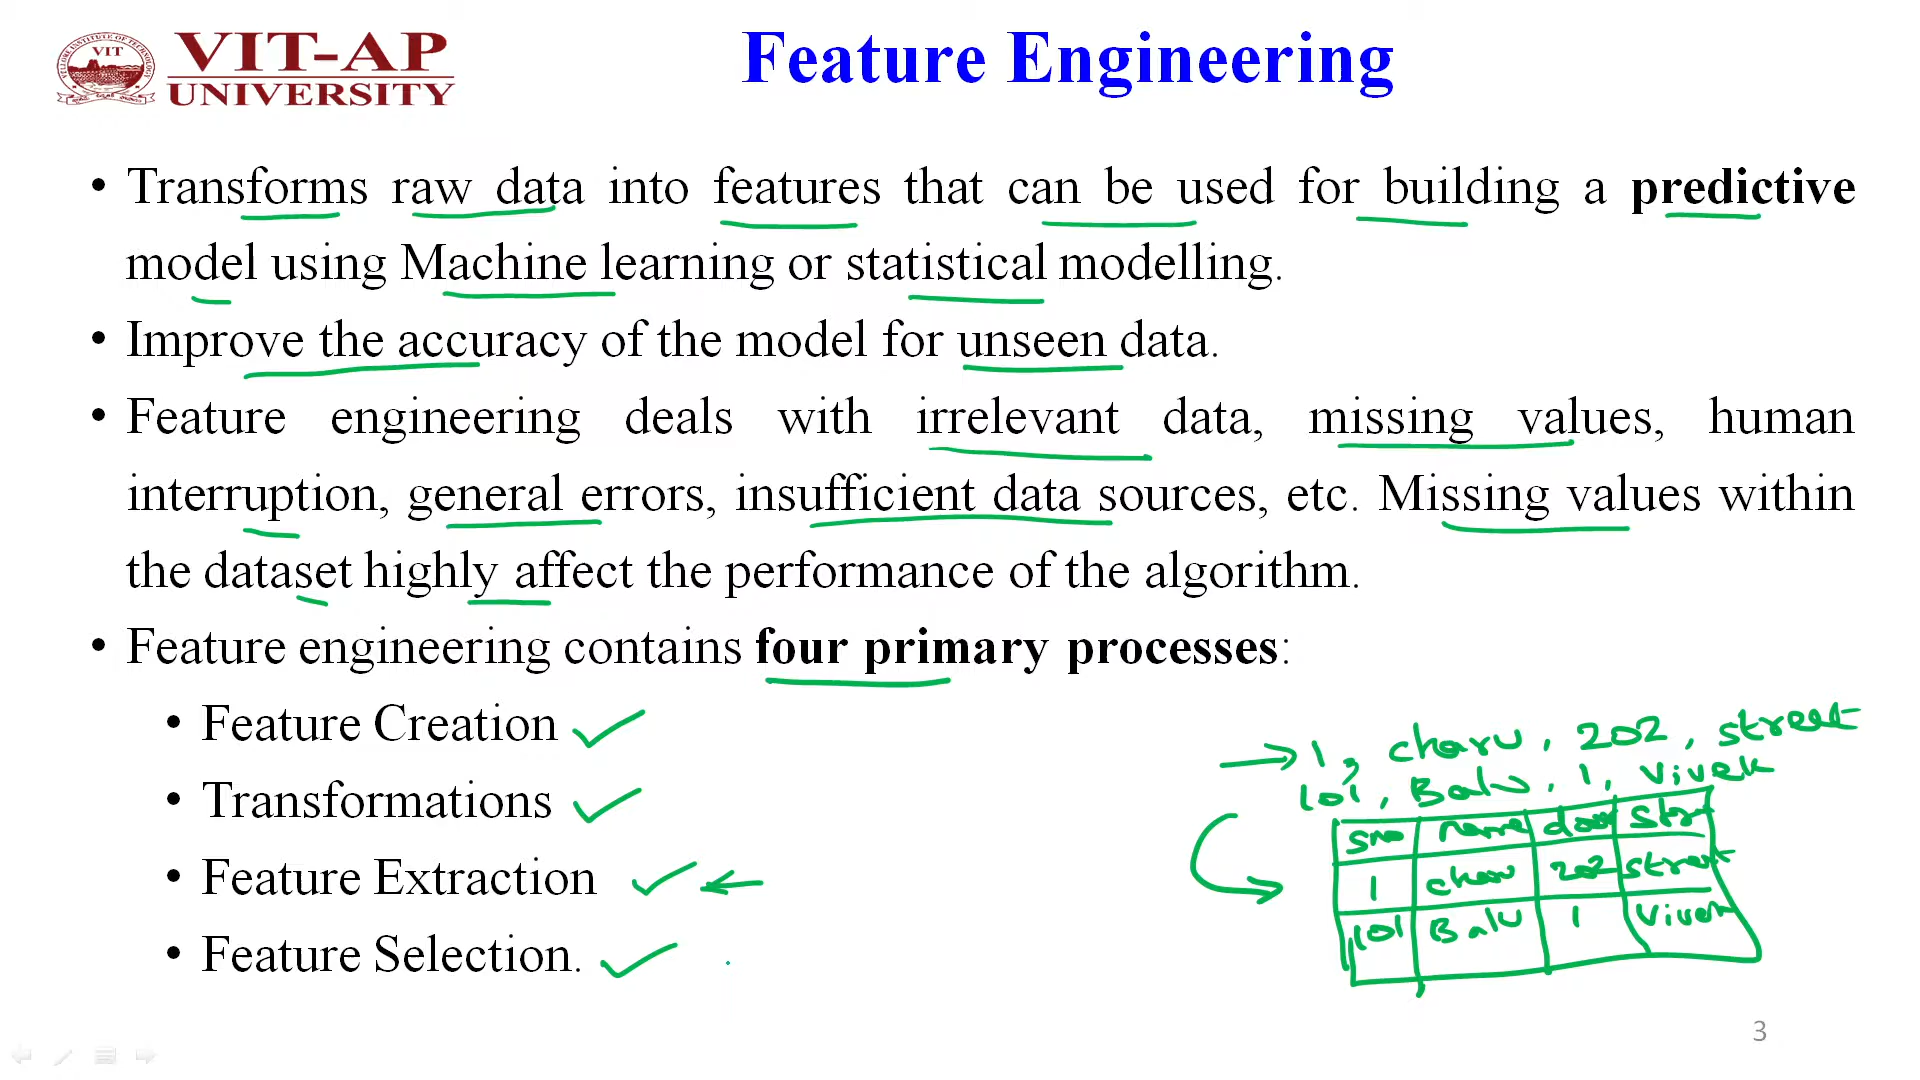 VIT
VIT-AP
UNIVERSITY
Feature Engineering
• Transforms raw data into features that can be used for building a predictive
model using Machine learning or statistical modelling.
• Improve the accuracy of the model for unseen data.
• Feature engineering deals with irrelevant data, missing values, human
interruption, general errors, insufficient data sources, etc. Missing values within
the dataset highly affect the performance of the algorithm.
• Feature engineering contains four primary processes:
• Feature Creation
• Transformations
• Feature Extraction
• Feature Selection.
1, charu, 202, street
101, Balu, 1, Vivek
sno name door str
1 charu 202 street
101 Balu 1 Vivek
3